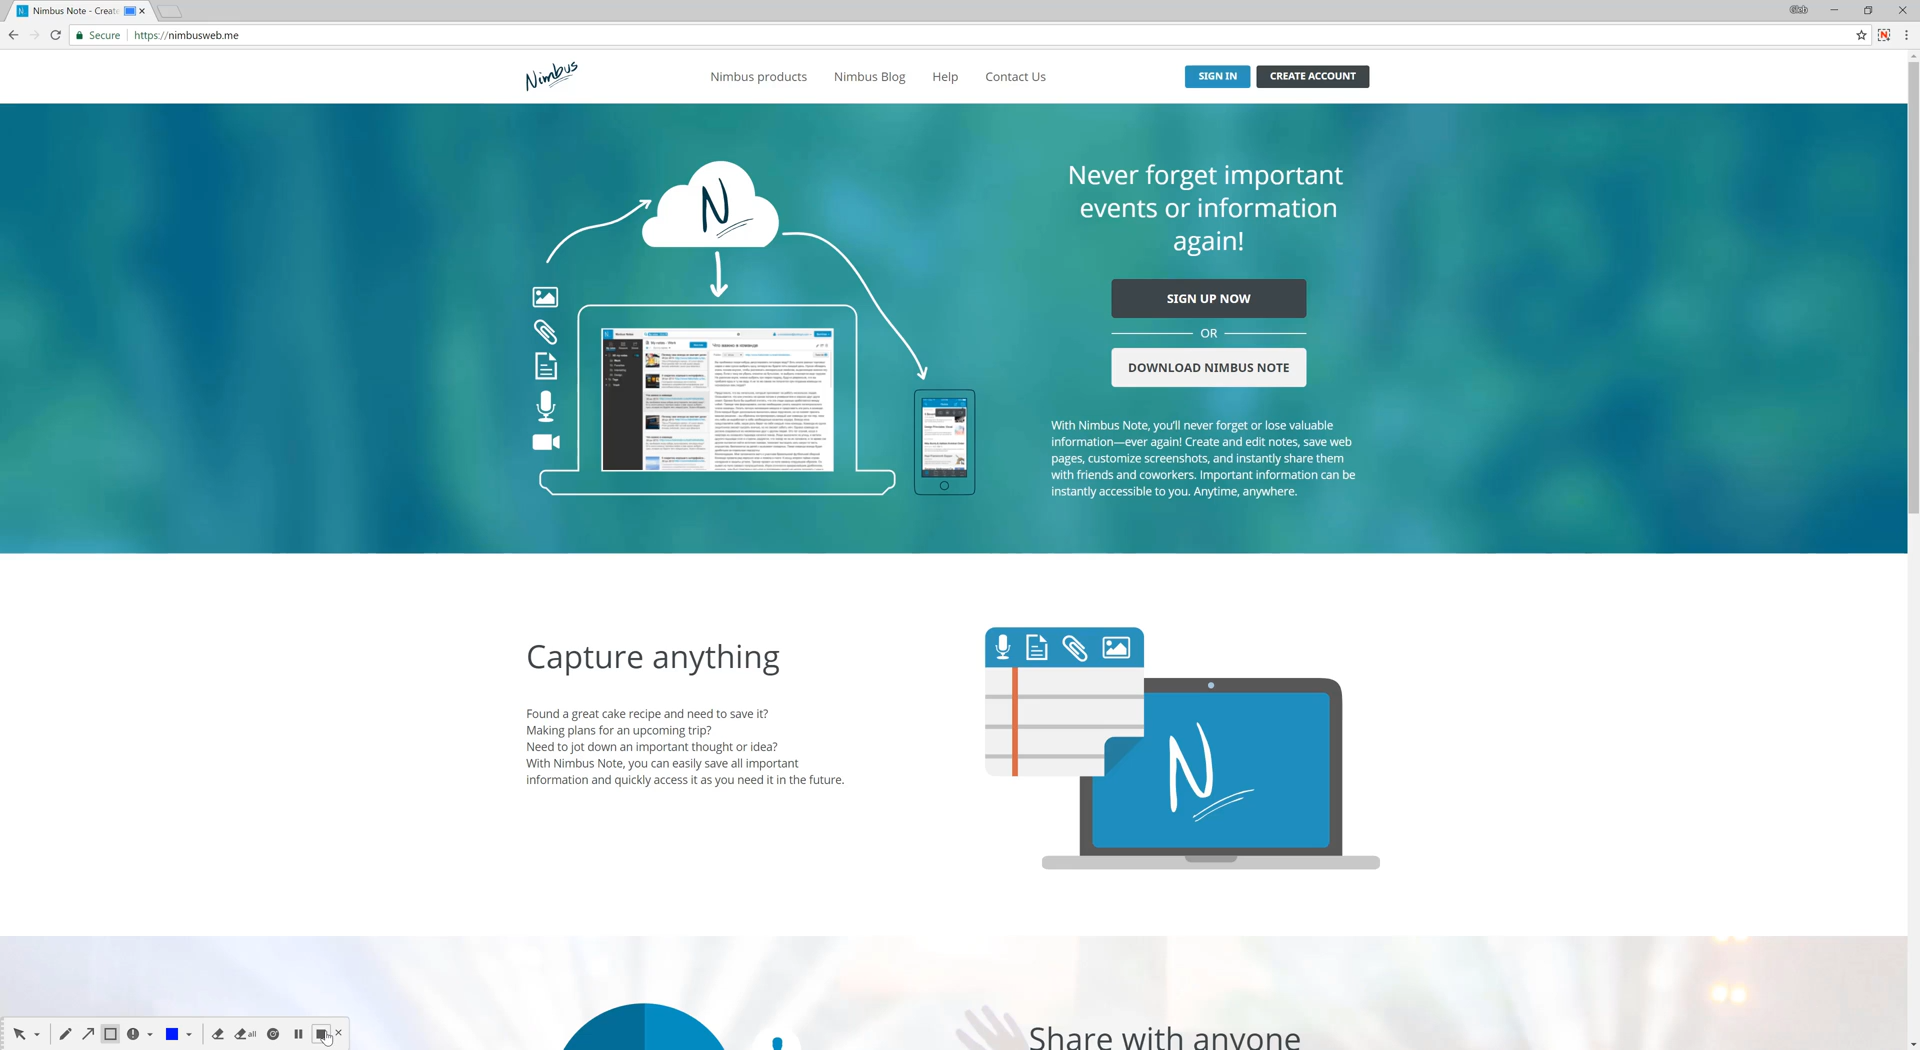 Nimbus Note - Create
Gleb
Secure
https://nimbusweb.me
Nimbus
Nimbus products
Nimbus Blog
Help
Contact Us
SIGN IN
CREATE ACCOUNT
N
Never forget important
events or information
again!
SIGN UP NOW
OR
DOWNLOAD NIMBUS NOTE
With Nimbus Note, you'll never forget or lose valuable
information—ever again! Create and edit notes, save web
pages, customize screenshots, and instantly share them
with friends and coworkers. Important information can be
instantly accessible to you. Anytime, anywhere.
Capture anything
Found a great cake recipe and need to save it?
Making plans for an upcoming trip?
Need to jot down an important thought or idea?
With Nimbus Note, you can easily save all important
information and quickly access it as you need it in the future.
N
Share with anyone
all